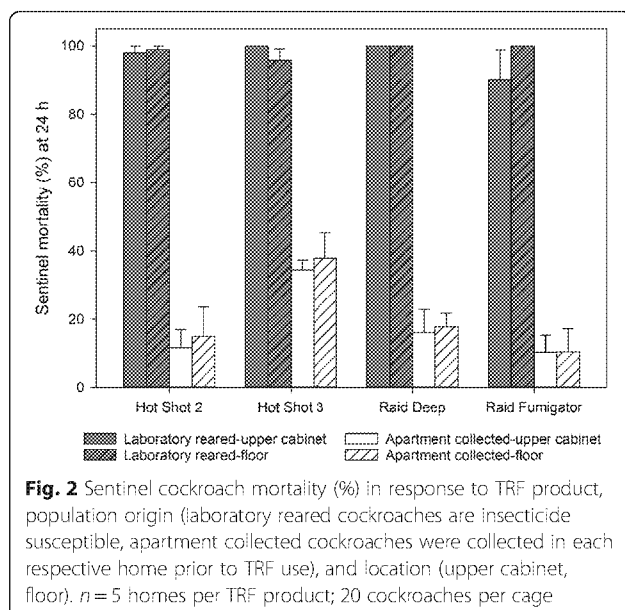 100
80
60
40
20
0
Sentinel mortality (%) at 24 h
Hot Shot 2 Hot Shot 3 Raid Deep Raid Fumigator
Laboratory reared-upper cabinet Apartment collected-upper cabinet
Laboratory reared-floor Apartment collected-floor
Fig. 2 Sentinel cockroach mortality (%) in response to TRF product,
population origin (laboratory reared cockroaches are insecticide
susceptible, apartment collected cockroaches were collected in each
respective home prior to TRF use), and location (upper cabinet,
floor). n = 5 homes per TRF product; 20 cockroaches per cage